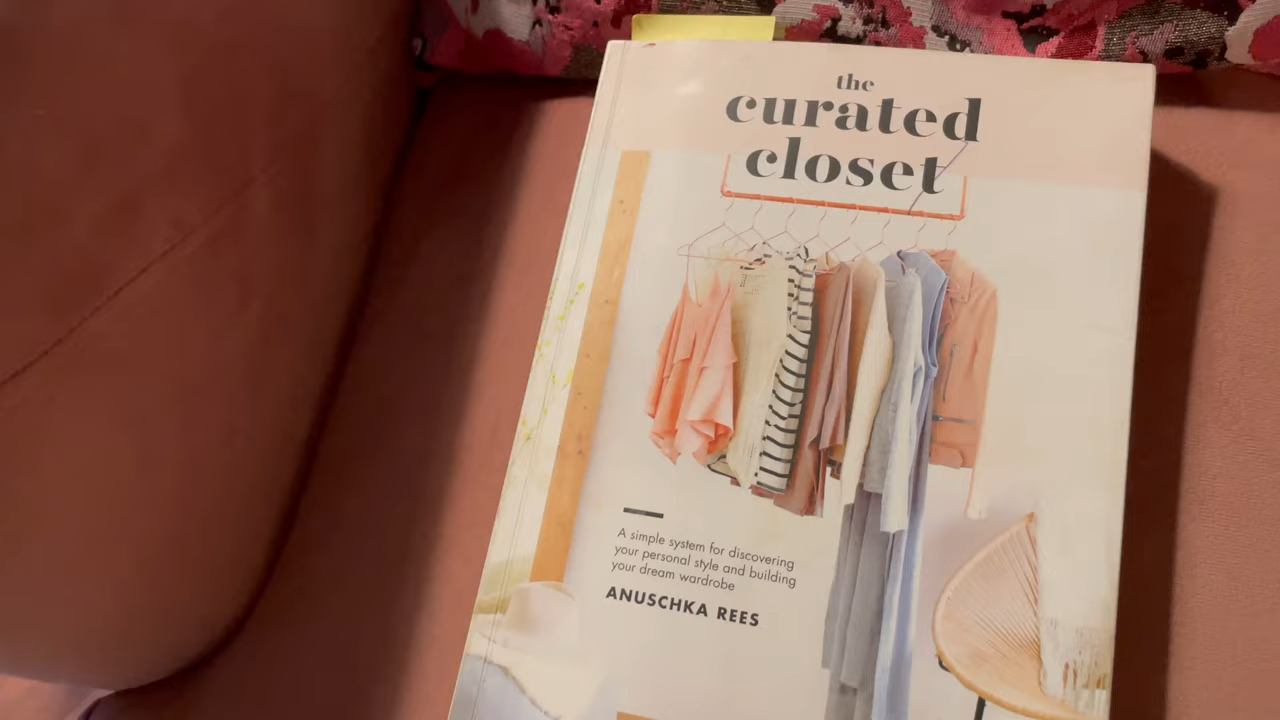 the
curated
closet
A simple system for discovering
your personal style and building
your dream wardrobe
ANUSCHKA REES